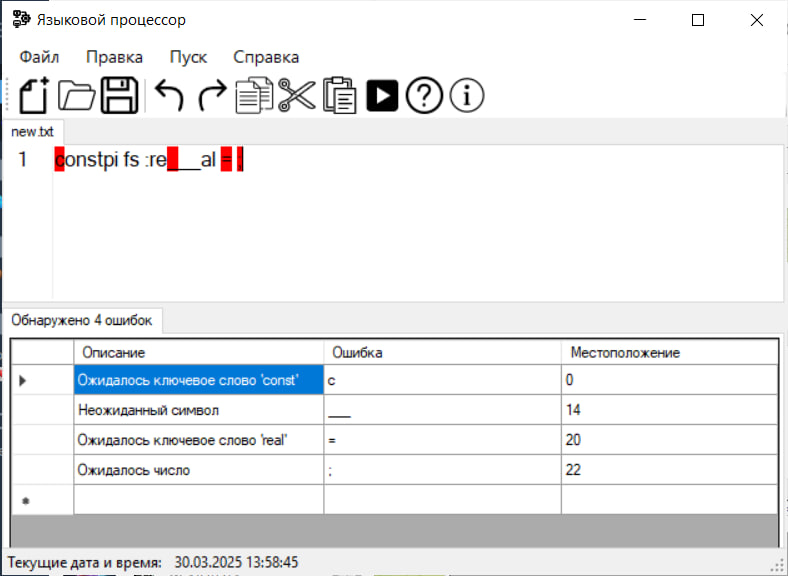 Языковой процессор
Файл Правка Пуск Справка
new.txt
1 constpi fs :re___al = ;
Обнаружено 4 ошибок
Описание Ошибка Местоположение
Ожидалось ключевое слово 'const' c 0
Неожиданный символ ___ 14
Ожидалось ключевое слово 'real' = 20
Ожидалось число ; 22
Текущие дата и время: 30.03.2025 13:58:45